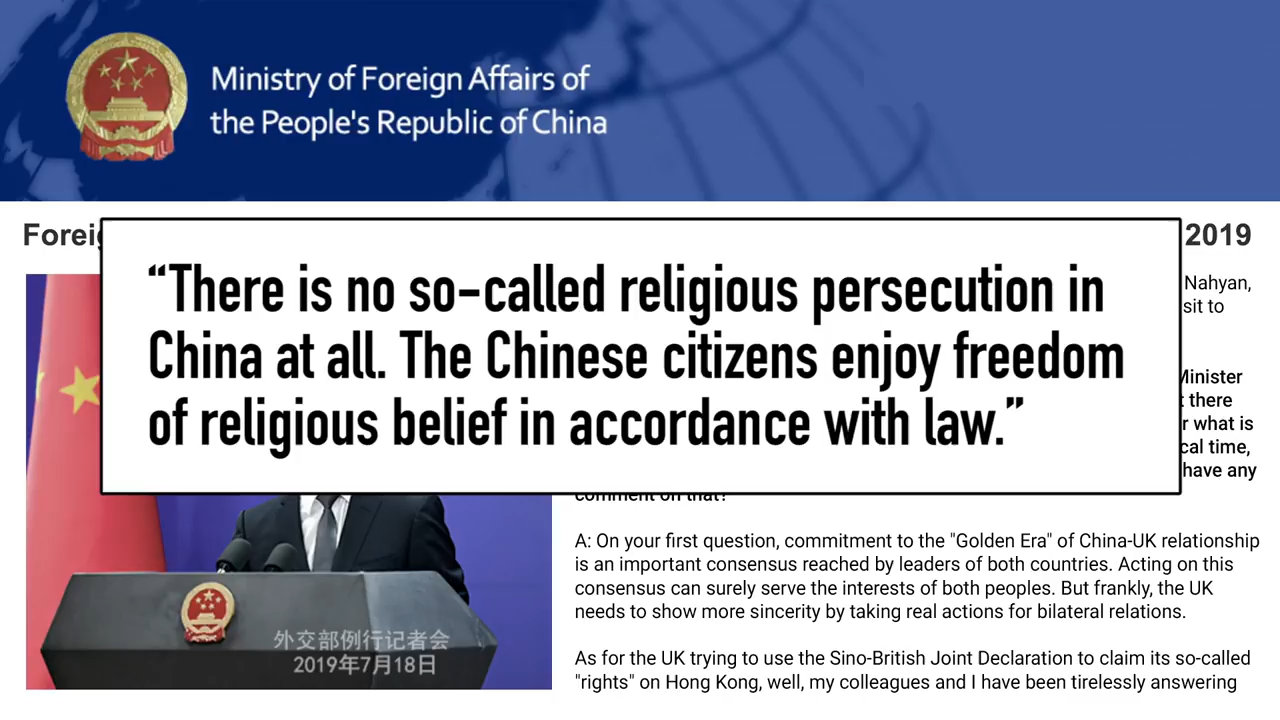 Ministry of Foreign Affairs of
the People's Republic of China
2019
“There is no so-called religious persecution in
China at all. The Chinese citizens enjoy freedom
of religious belief in accordance with law.”
Nahyan,
sit to
Minister
there
what is
cal time,
have any
comment on that?
A: On your first question, commitment to the "Golden Era" of China-UK relationship
is an important consensus reached by leaders of both countries. Acting on this
consensus can surely serve the interests of both peoples. But frankly, the UK
needs to show more sincerity by taking real actions for bilateral relations.
As for the UK trying to use the Sino-British Joint Declaration to claim its so-called
"rights" on Hong Kong, well, my colleagues and I have been tirelessly answering
外交部例行记者会
2019年7月18日